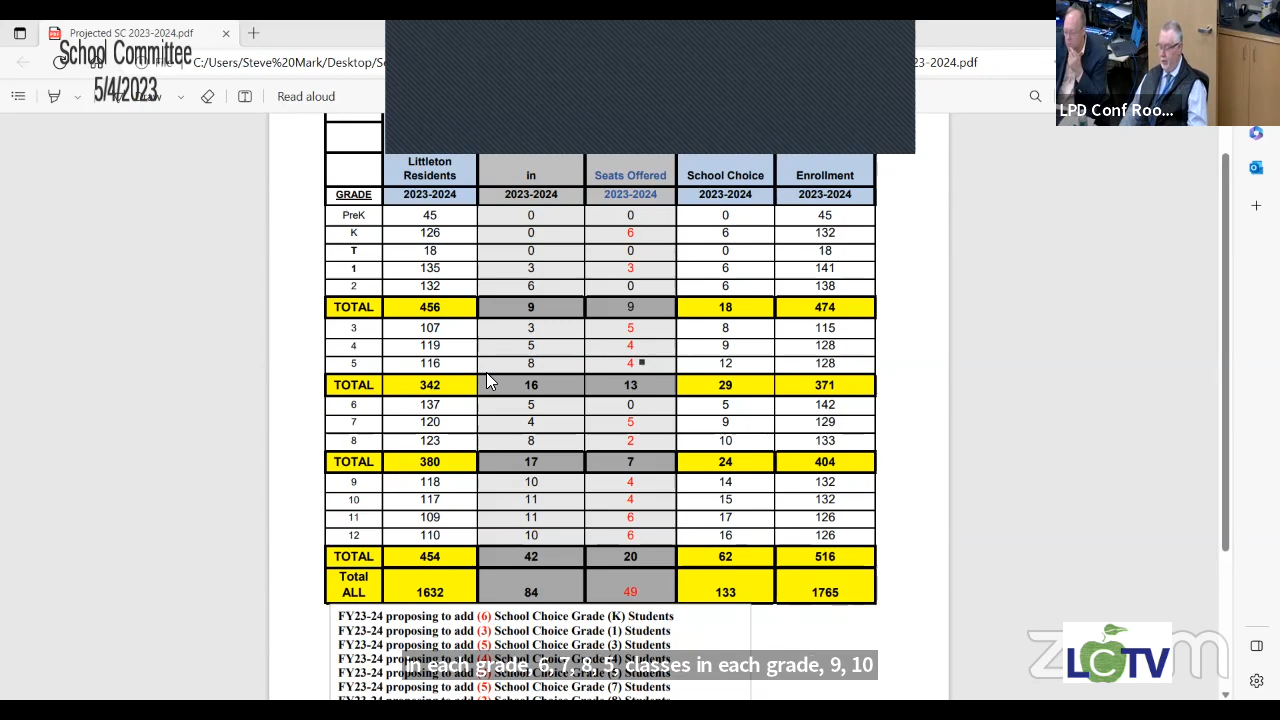 Projected SC 2023-2024.pdf
School Committee
5/4/2023
C:/Users/Steve%20Mark/Desktop/S
23-2024.pdf
Draw
Read aloud
LPD Conf Roo...
Littleton Residents in Seats Offered School Choice Enrollment
GRADE 2023-2024 2023-2024 2023-2024 2023-2024 2023-2024
PreK 45 0 0 0 45
K 126 0 6 6 132
T 18 0 0 0 18
1 135 3 3 6 141
2 132 6 0 6 138
TOTAL 456 9 9 18 474
3 107 3 5 8 115
4 119 5 4 9 128
5 116 8 4 12 128
TOTAL 342 16 13 29 371
6 137 5 0 5 142
7 120 4 5 9 129
8 123 8 2 10 133
TOTAL 380 17 7 24 404
9 118 10 4 14 132
10 117 11 4 15 132
11 109 11 6 17 126
12 110 10 6 16 126
TOTAL 454 42 20 62 516
Total ALL 1632 84 49 133 1765
FY23-24 proposing to add (6) School Choice Grade (K) Students
FY23-24 proposing to add (3) School Choice Grade (1) Students
FY23-24 proposing to add (5) School Choice Grade (3) Students
FY23-24
in each grade, 6, 7, 8, 5, classes in each grade, 9, 10
FY23-24 proposing to add (5) School Choice Grade (7) Students
zoom
LCTV